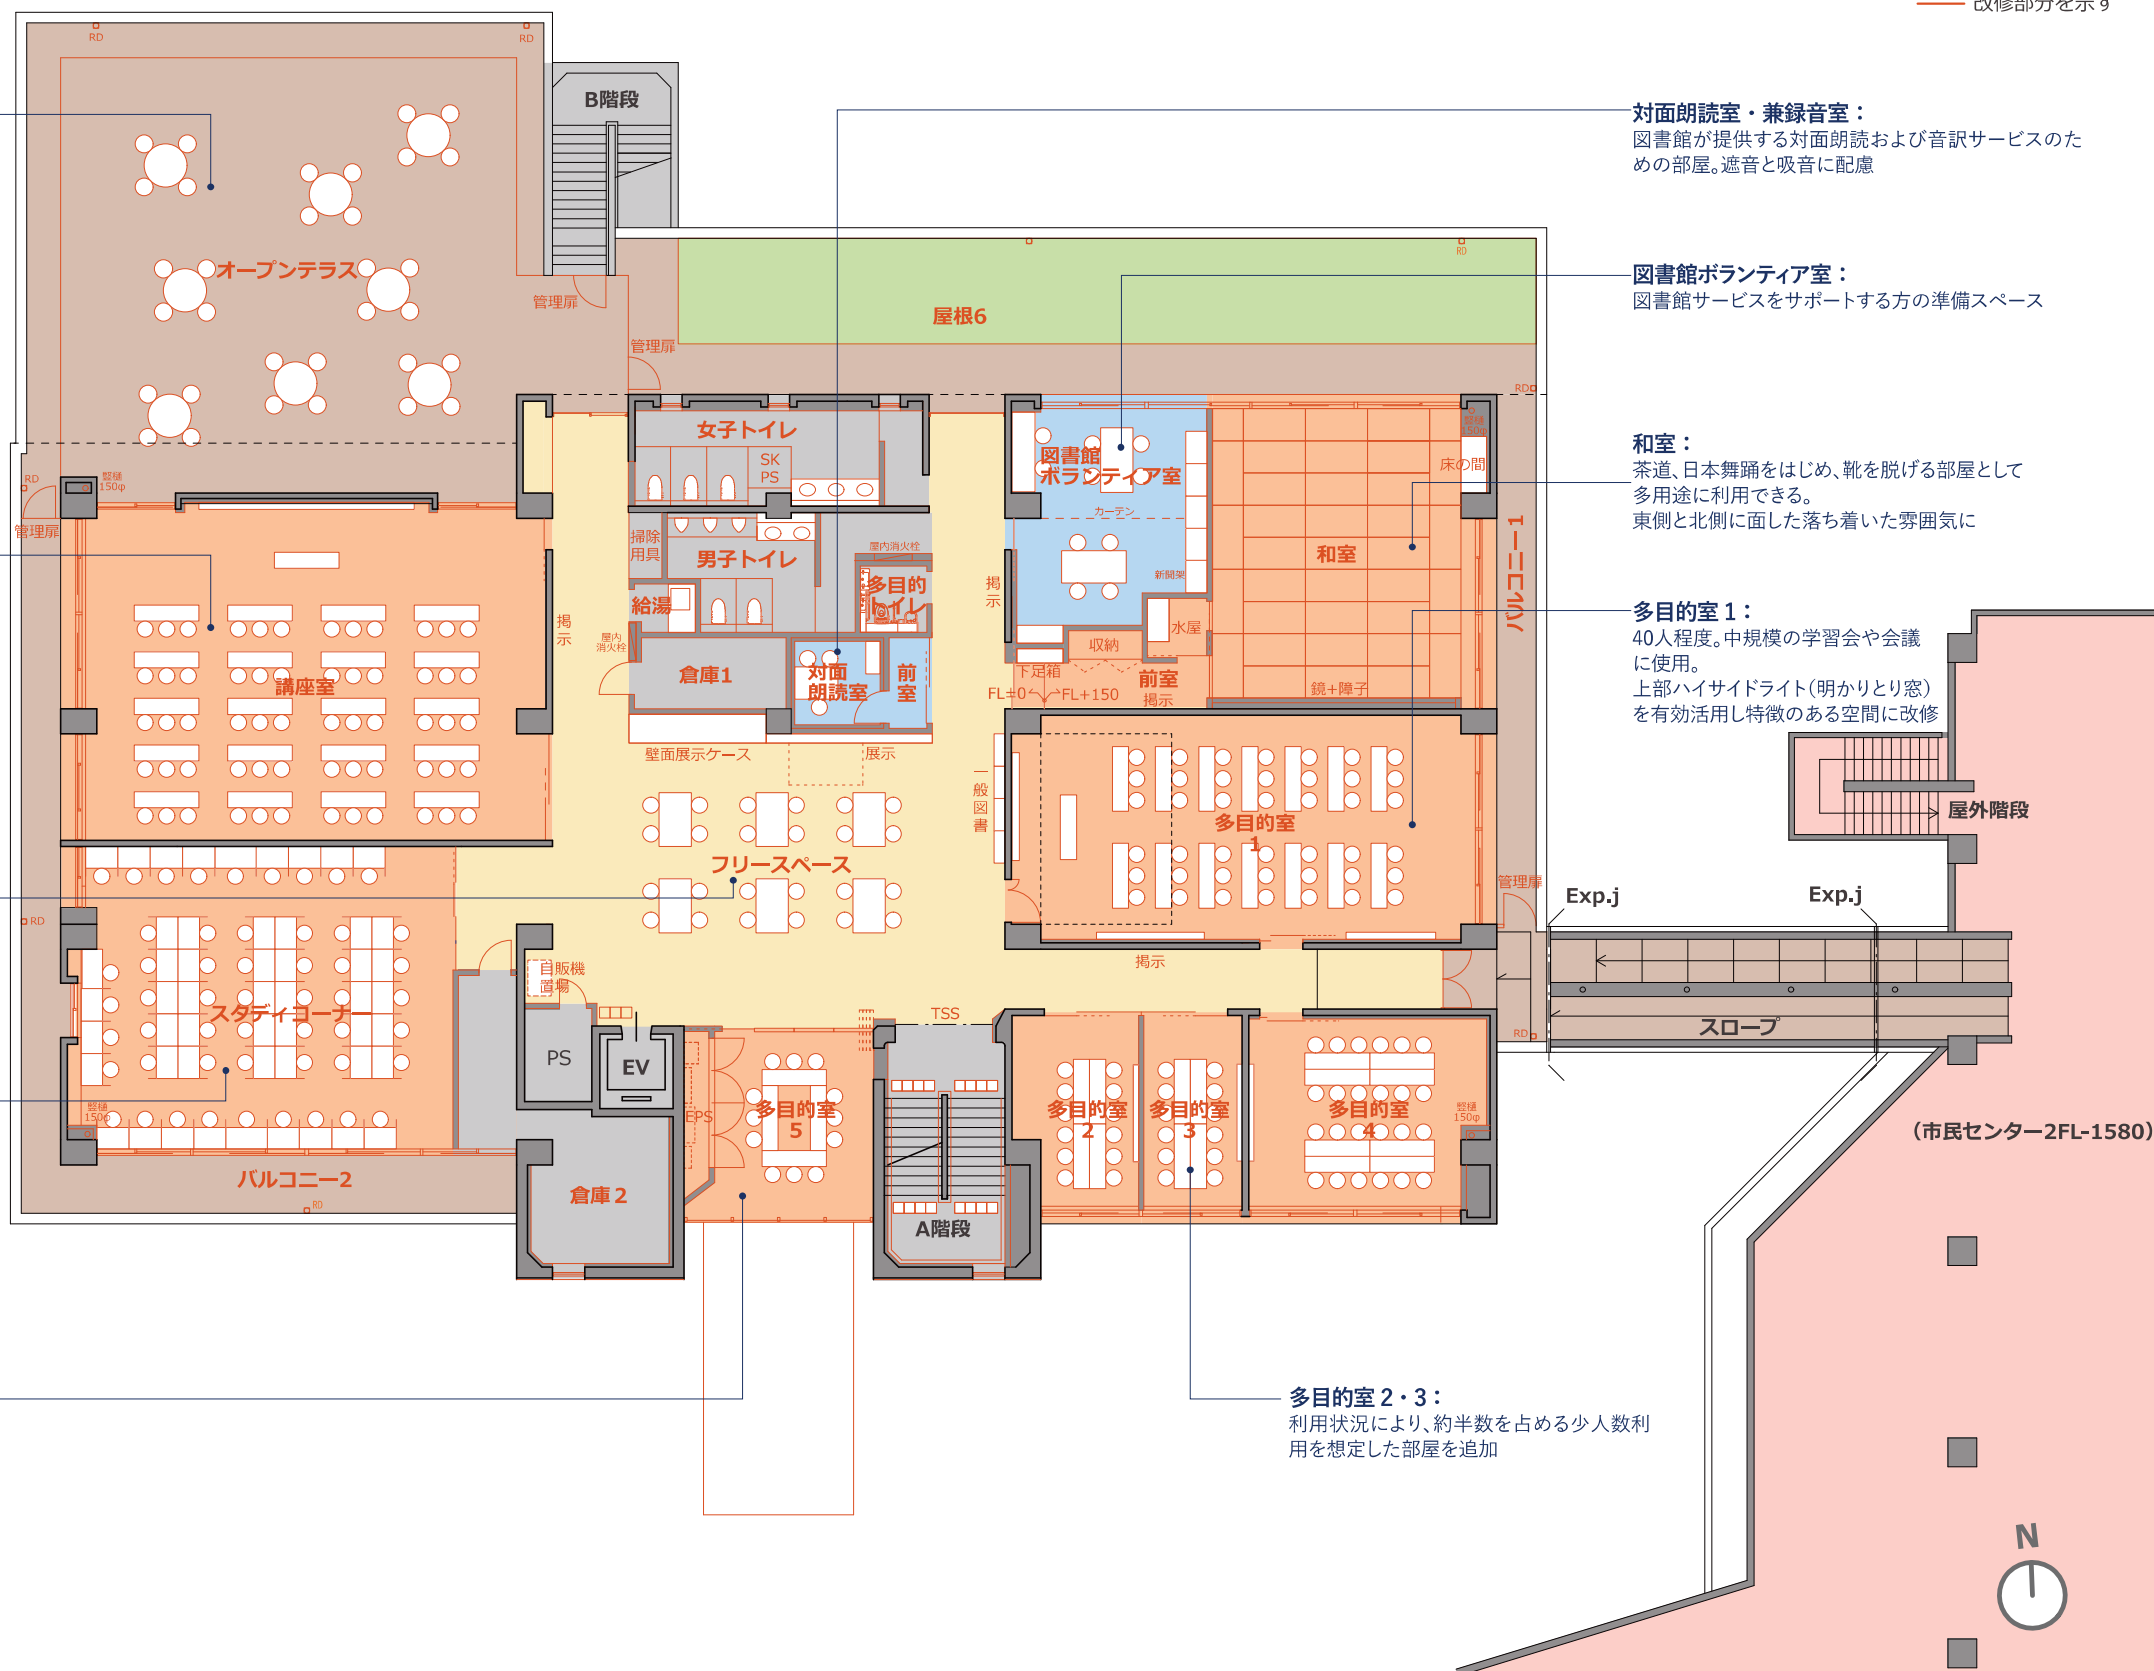 改修部分を示す
RD
RD
B階段
対面朗読室・兼録音室：
図書館が提供する対面朗読および音訳サービスのた
めの部屋。遮音と吸音に配慮
オープンテラス
管理扉
RD
屋根6
図書館ボランティア室：
図書館サービスをサポートする方の準備スペース
管理扉
RD
女子トイレ
SK
PS
図書館
ボランティア室
竪樋
150φ
床の間
和室：
茶道、日本舞踊をはじめ、靴を脱げる部屋として
多用途に利用できる。
東側と北側に面した落ち着いた雰囲気に
RD
竪樋
150φ
管理扉
カーテン
掃除
用具
男子トイレ
屋内消火栓
和室
バルコニー1
給湯
多目的
トイレ
掲示
新聞架
掲示
屋内
消火栓
水屋
多目的室 1：
40人程度。中規模の学習会や会議
に使用。
上部ハイサイドライト（明かりとり窓）
を有効活用し特徴のある空間に改修
収納
講座室
倉庫1
対面
朗読室
前室
下足箱
FL±0
FL+150
前室
掲示
鏡+障子
壁面展示ケース
展示
一般図書
多目的室
1
屋外階段
フリースペース
管理扉
Exp.j
Exp.j
RD
自販機
置場
掲示
スタディコーナー
TSS
スロープ
RD
PS
EV
EPS
多目的室
5
多目的室
2
多目的室
3
多目的室
4
竪樋
150φ
竪樋
150φ
（市民センター2FL-1580）
バルコニー2
RD
倉庫２
A階段
多目的室 2・3：
利用状況により、約半数を占める少人数利
用を想定した部屋を追加
N